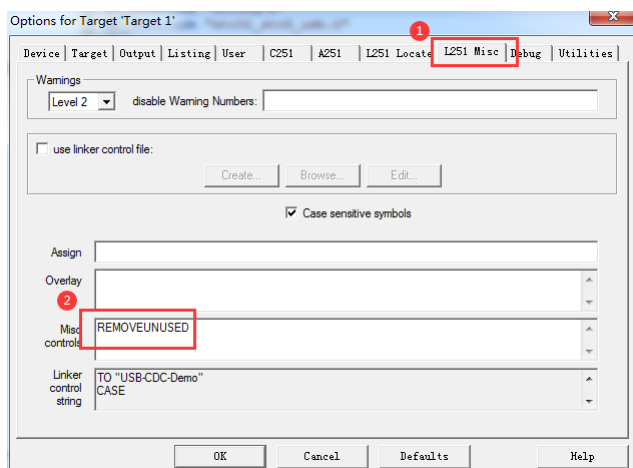 Options for Target 'Target 1'
1
Device Target Output Listing User C251 A251 L251 Locate L251 Misc Debug Utilities
Warnings
Level 2 disable Warning Numbers:
use linker control file:
Create... Browse... Edit...
Case sensitive symbols
Assign
Overlay
2
Misc controls REMOVEUNUSED
Linker control string TO "USB-CDC-Demo"
CASE
OK Cancel Defaults Help